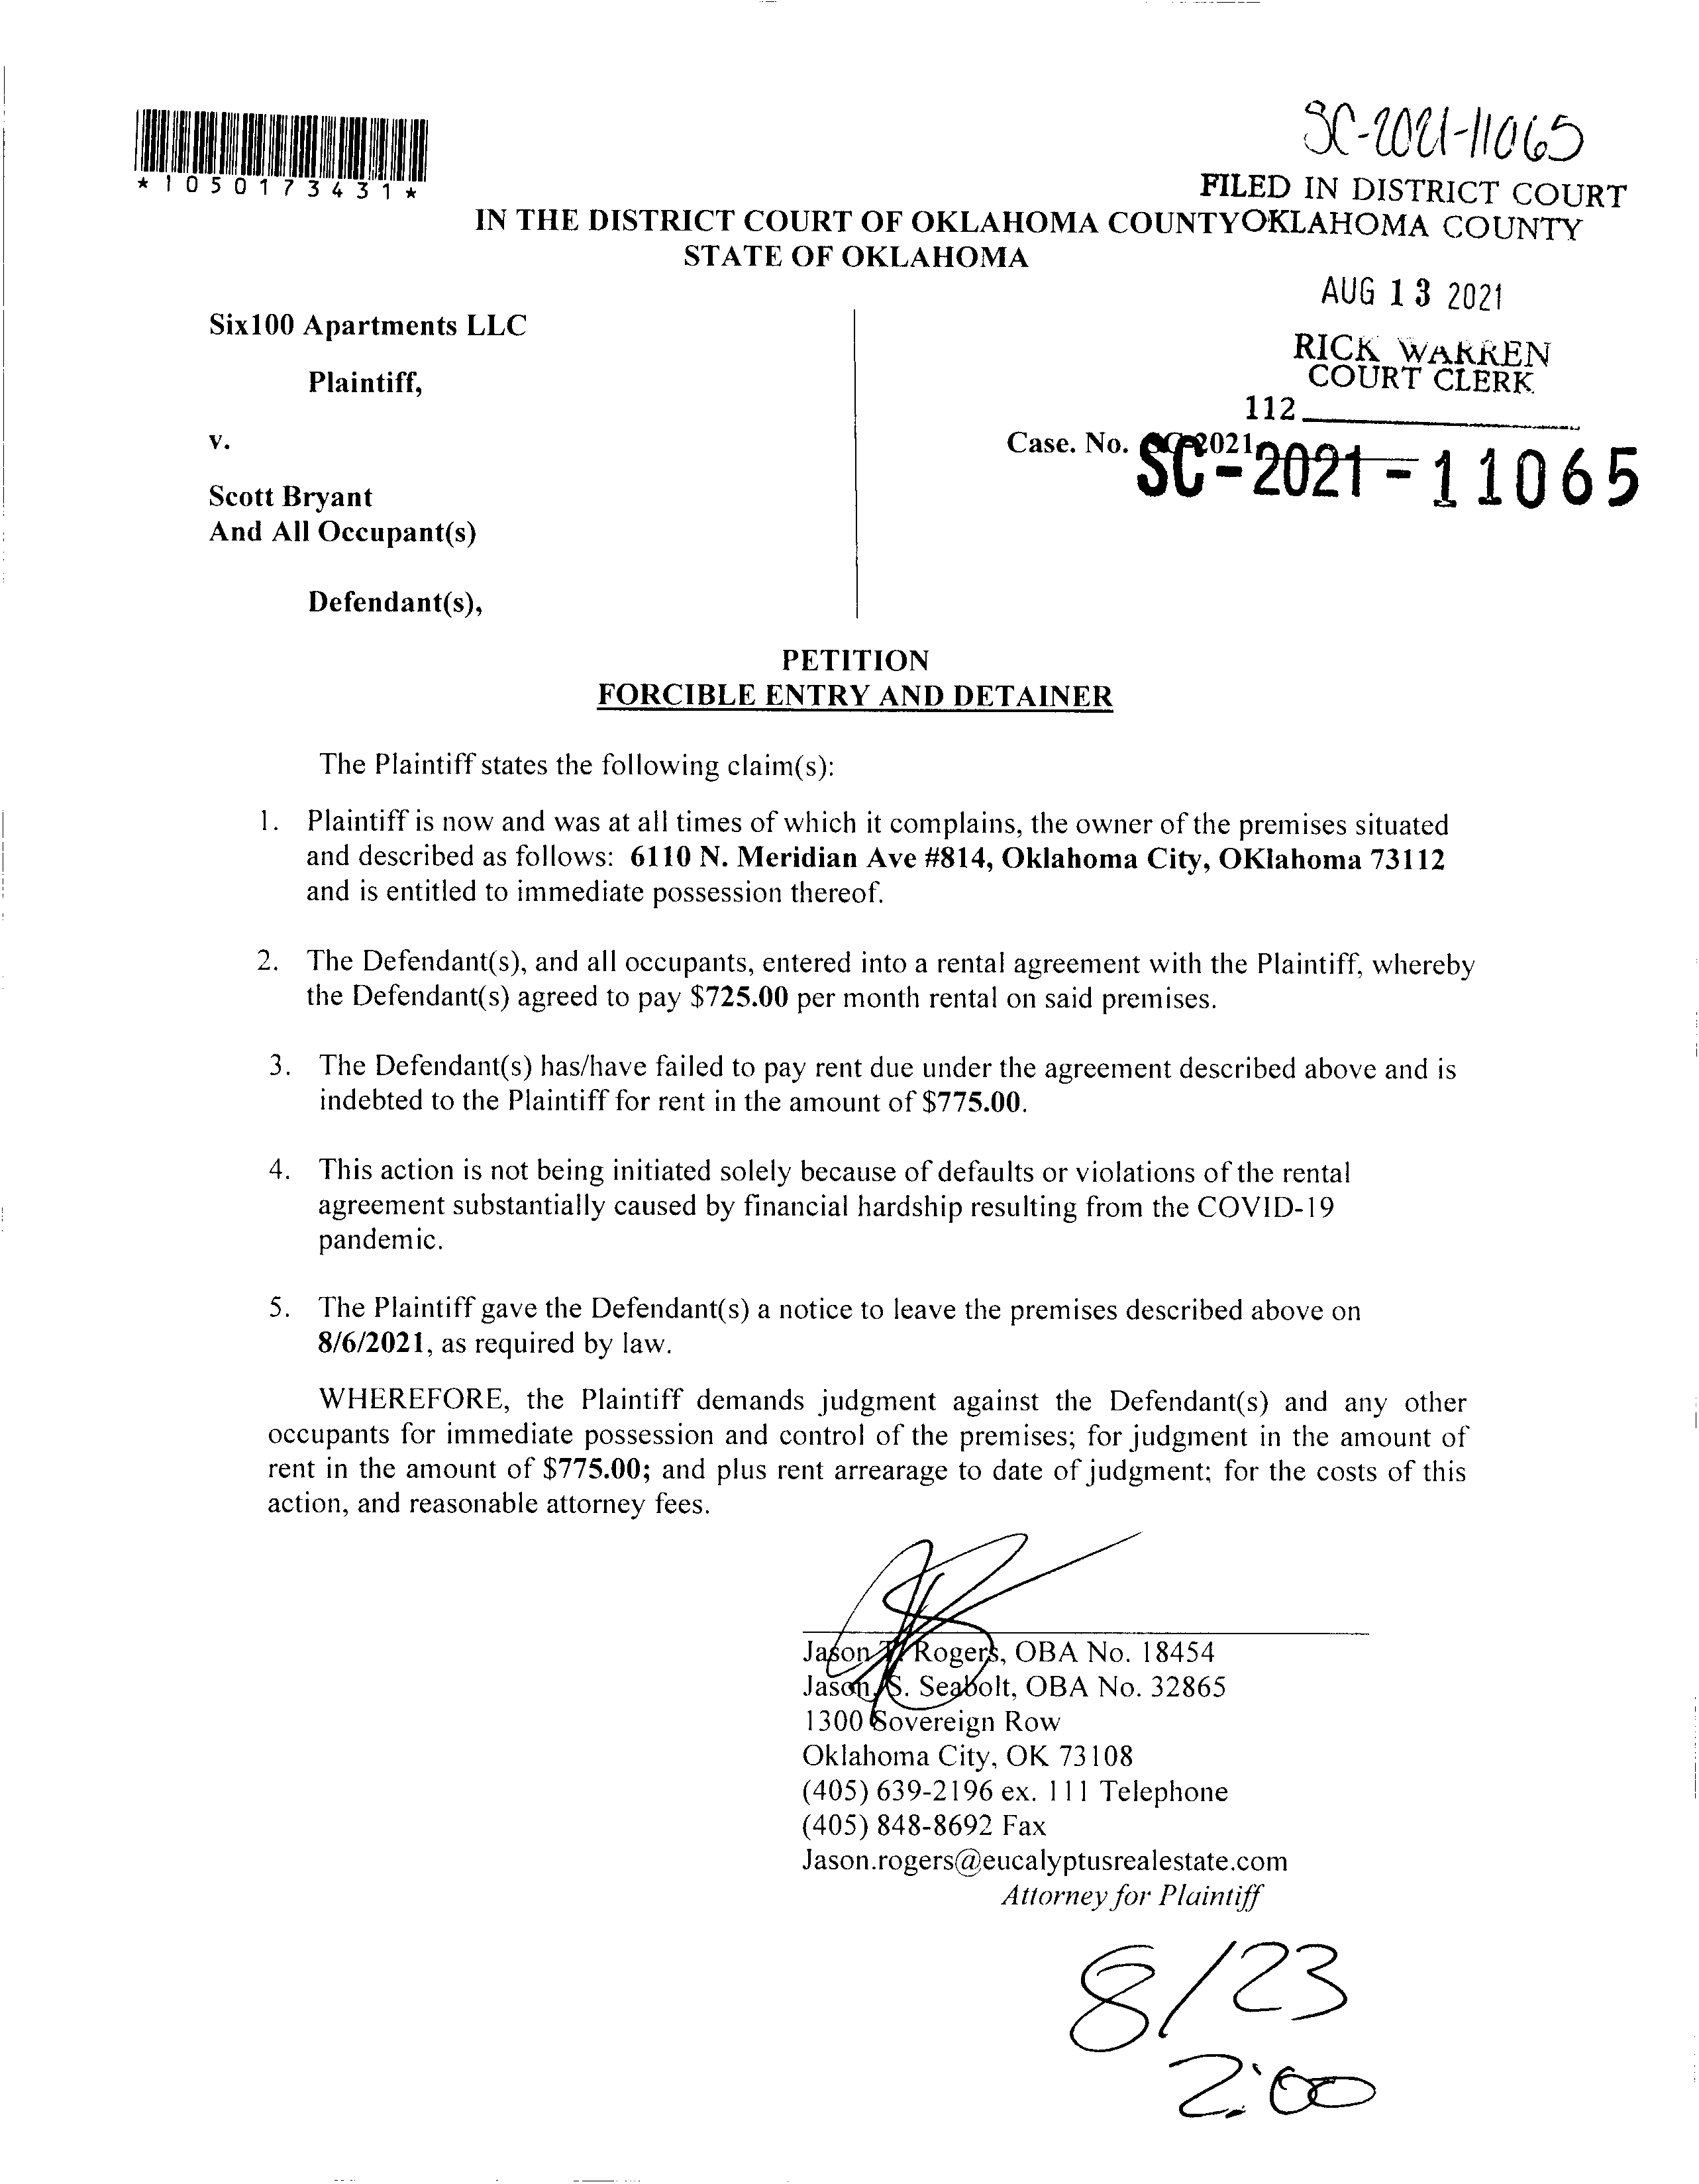 SC-2021-11065
*1050173431*
FILED IN DISTRICT COURT
OKLAHOMA COUNTY
IN THE DISTRICT COURT OF OKLAHOMA COUNTY
STATE OF OKLAHOMA
AUG 13 2021
RICK WARREN
COURT CLERK
112
Six100 Apartments LLC
Plaintiff,
v.
Case. No. SC-2021-
SC-2021-11065
Scott Bryant
And All Occupant(s)
Defendant(s),
PETITION
FORCIBLE ENTRY AND DETAINER
The Plaintiff states the following claim(s):
1. Plaintiff is now and was at all times of which it complains, the owner of the premises situated
and described as follows: 6110 N. Meridian Ave #814, Oklahoma City, OKlahoma 73112
and is entitled to immediate possession thereof.
2. The Defendant(s), and all occupants, entered into a rental agreement with the Plaintiff, whereby
the Defendant(s) agreed to pay $725.00 per month rental on said premises.
3. The Defendant(s) has/have failed to pay rent due under the agreement described above and is
indebted to the Plaintiff for rent in the amount of $775.00.
4. This action is not being initiated solely because of defaults or violations of the rental
agreement substantially caused by financial hardship resulting from the COVID-19
pandemic.
5. The Plaintiff gave the Defendant(s) a notice to leave the premises described above on
8/6/2021, as required by law.
WHEREFORE, the Plaintiff demands judgment against the Defendant(s) and any other
occupants for immediate possession and control of the premises; for judgment in the amount of
rent in the amount of $775.00; and plus rent arrearage to date of judgment; for the costs of this
action, and reasonable attorney fees.
Jason Rogers, OBA No. 18454
Jason S. Seabolt, OBA No. 32865
1300 Sovereign Row
Oklahoma City, OK 73108
(405) 639-2196 ex. 111 Telephone
(405) 848-8692 Fax
Jason.rogers@eucalyptusrealestate.com
Attorney for Plaintiff
8/23
2:00